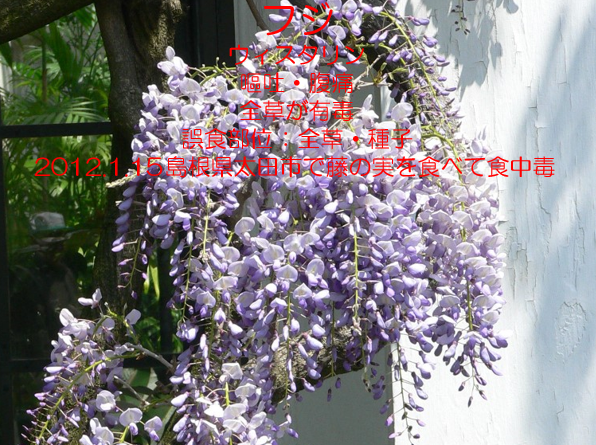 フジ
ウィスタリン
嘔吐・腹痛
全草が有毒
誤食部位：全草・種子
2012.1.15島根県太田市で藤の実を食べて食中毒